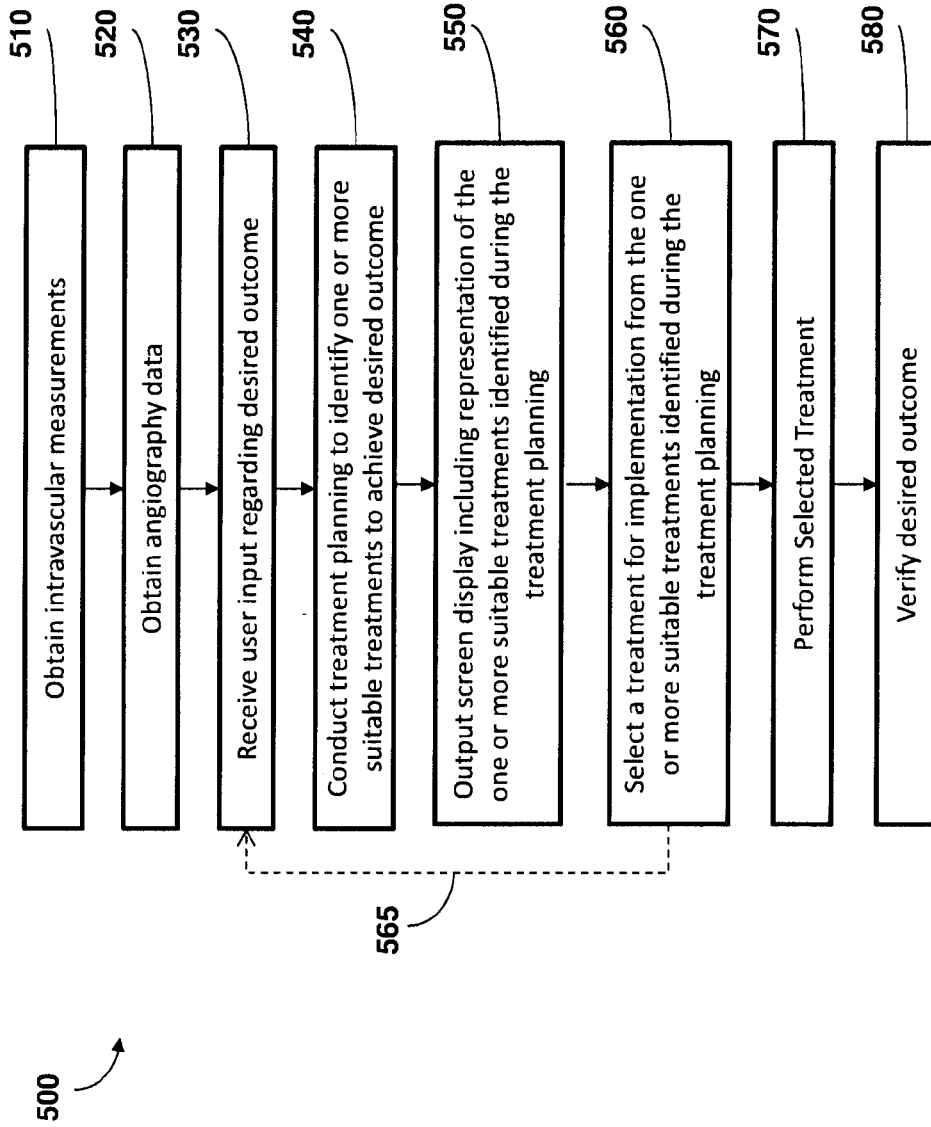 500
510
Obtain intravascular measurements
520
Obtain angiography data
530
Receive user input regarding desired outcome
540
Conduct treatment planning to identify one or more
suitable treatments to achieve desired outcome
550
Output screen display including representation of the
one or more suitable treatments identified during the
treatment planning
560
Select a treatment for implementation from the one
or more suitable treatments identified during the
treatment planning
565
570
Perform Selected Treatment
580
Verify desired outcome